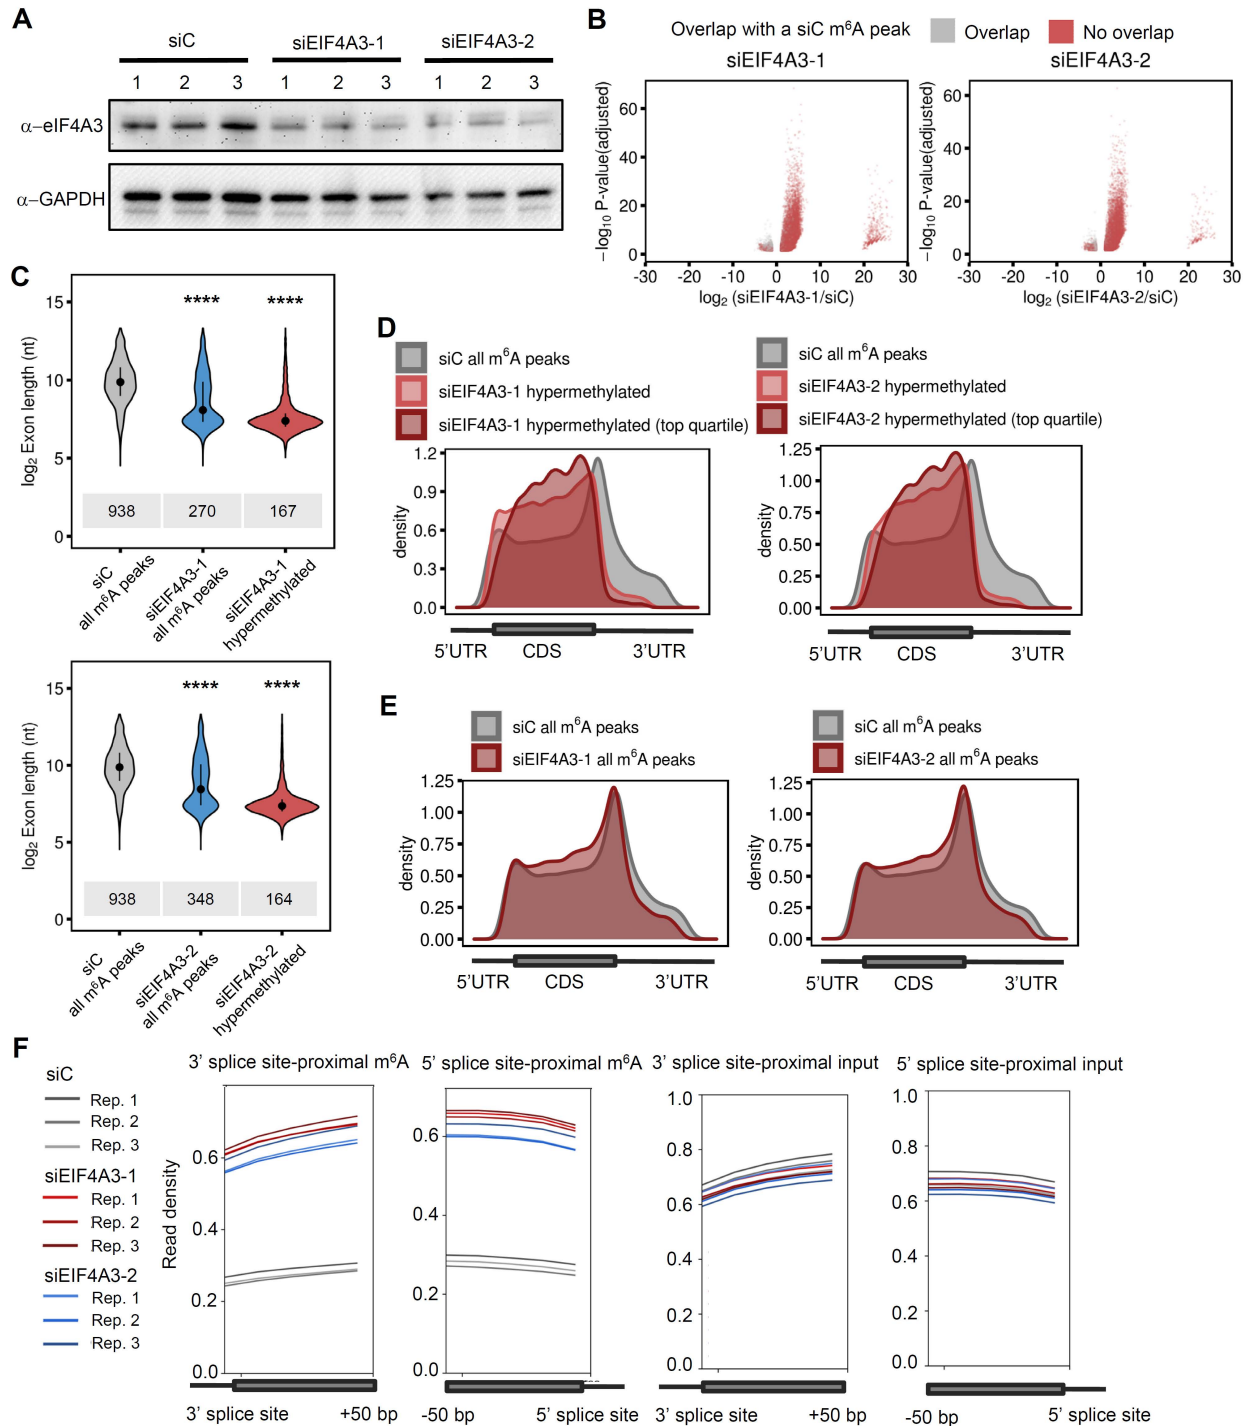 A
siC siEIF4A3-1 siEIF4A3-2
1 2 3 1 2 3 1 2 3
α−eIF4A3
α−GAPDH
B
Overlap with a siC m⁶A peak Overlap No overlap
siEIF4A3-1 siEIF4A3-2
−log₁₀ P-value(adjusted)
60
40
20
0
-30 -20 -10 0 10 20 30
log₂ (siEIF4A3-1/siC)
−log₁₀ P-value(adjusted)
60
40
20
0
-30 -20 -10 0 10 20 30
log₂ (siEIF4A3-2/siC)
C
log₂ Exon length (nt)
15
10
5
0
**** ****
938 270 167
siC all m⁶A peaks
siEIF4A3-1 all m⁶A peaks
siEIF4A3-1 hypermethylated
log₂ Exon length (nt)
15
10
5
0
**** ****
938 348 164
siC all m⁶A peaks
siEIF4A3-2 all m⁶A peaks
siEIF4A3-2 hypermethylated
D
siC all m⁶A peaks
siEIF4A3-1 hypermethylated
siEIF4A3-1 hypermethylated (top quartile)
density
1.2
0.9
0.6
0.3
0.0
5'UTR CDS 3'UTR
siC all m⁶A peaks
siEIF4A3-2 hypermethylated
siEIF4A3-2 hypermethylated (top quartile)
density
1.25
1.00
0.75
0.50
0.25
0.00
5'UTR CDS 3'UTR
E
siC all m⁶A peaks
siEIF4A3-1 all m⁶A peaks
density
1.25
1.00
0.75
0.50
0.25
0.00
5'UTR CDS 3'UTR
siC all m⁶A peaks
siEIF4A3-2 all m⁶A peaks
density
1.25
1.00
0.75
0.50
0.25
0.00
5'UTR CDS 3'UTR
F
siC
Rep. 1
Rep. 2
Rep. 3
siEIF4A3-1
Rep. 1
Rep. 2
Rep. 3
siEIF4A3-2
Rep. 1
Rep. 2
Rep. 3
3' splice site-proximal m⁶A
Read density
0.6
0.4
0.2
0.0
3' splice site +50 bp
5' splice site-proximal m⁶A
0.6
0.4
0.2
0.0
-50 bp 5' splice site
3' splice site-proximal input
1.0
0.8
0.6
0.4
0.2
0.0
3' splice site +50 bp
5' splice site-proximal input
1.0
0.8
0.6
0.4
0.2
0.0
-50 bp 5' splice site